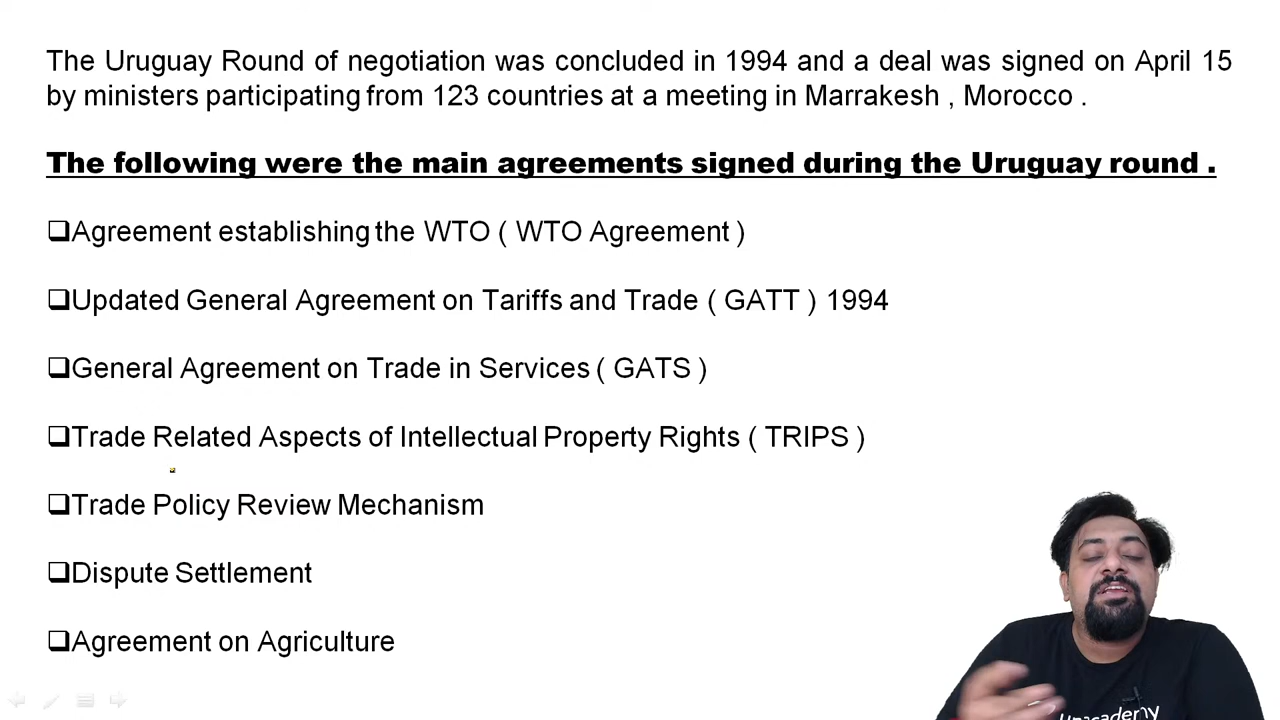 The Uruguay Round of negotiation was concluded in 1994 and a deal was signed on April 15
by ministers participating from 123 countries at a meeting in Marrakesh , Morocco .
The following were the main agreements signed during the Uruguay round .
❑Agreement establishing the WTO ( WTO Agreement )
❑Updated General Agreement on Tariffs and Trade ( GATT ) 1994
❑General Agreement on Trade in Services ( GATS )
❑Trade Related Aspects of Intellectual Property Rights ( TRIPS )
❑Trade Policy Review Mechanism
❑Dispute Settlement
❑Agreement on Agriculture
unacademy